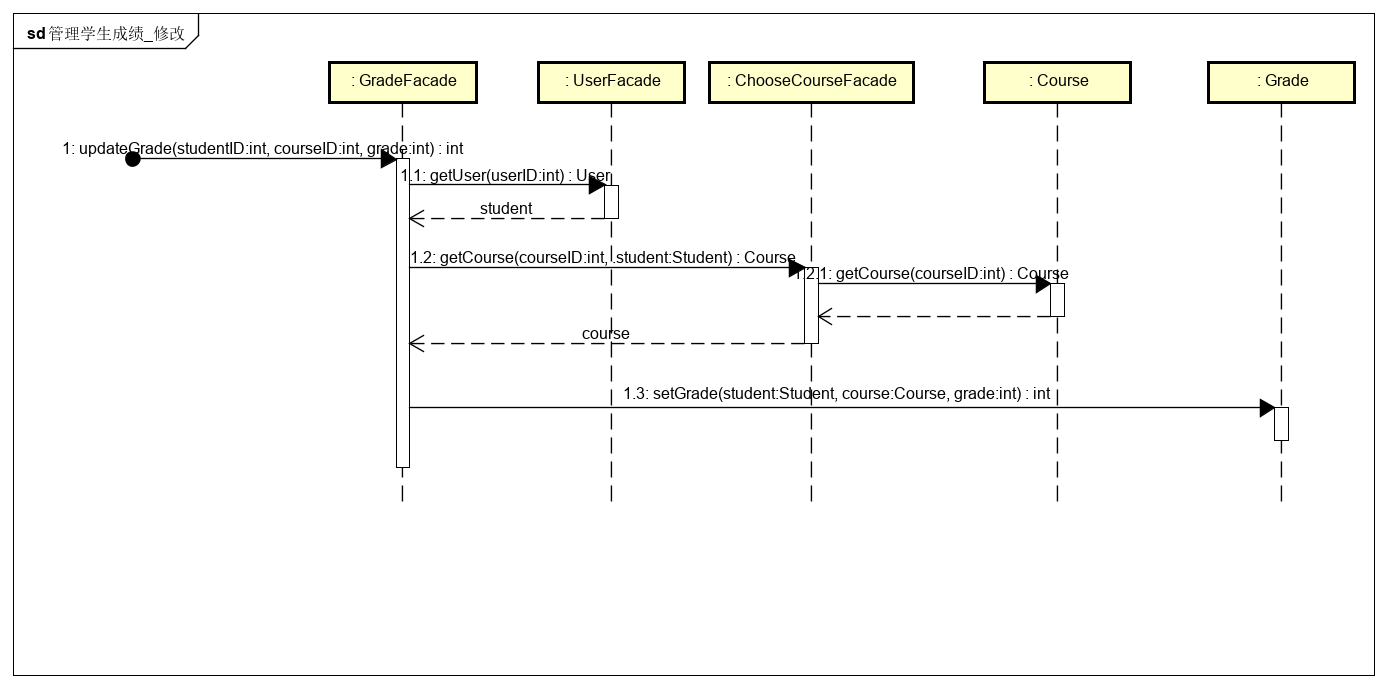 sd 管理学生成绩_修改
: GradeFacade
: UserFacade
: ChooseCourseFacade
: Course
: Grade
1: updateGrade(studentID:int, courseID:int, grade:int) : int
1.1: getUser(userID:int) : User
student
1.2: getCourse(courseID:int, student:Student) : Course
1.2.1: getCourse(courseID:int) : Course
course
1.3: setGrade(student:Student, course:Course, grade:int) : int